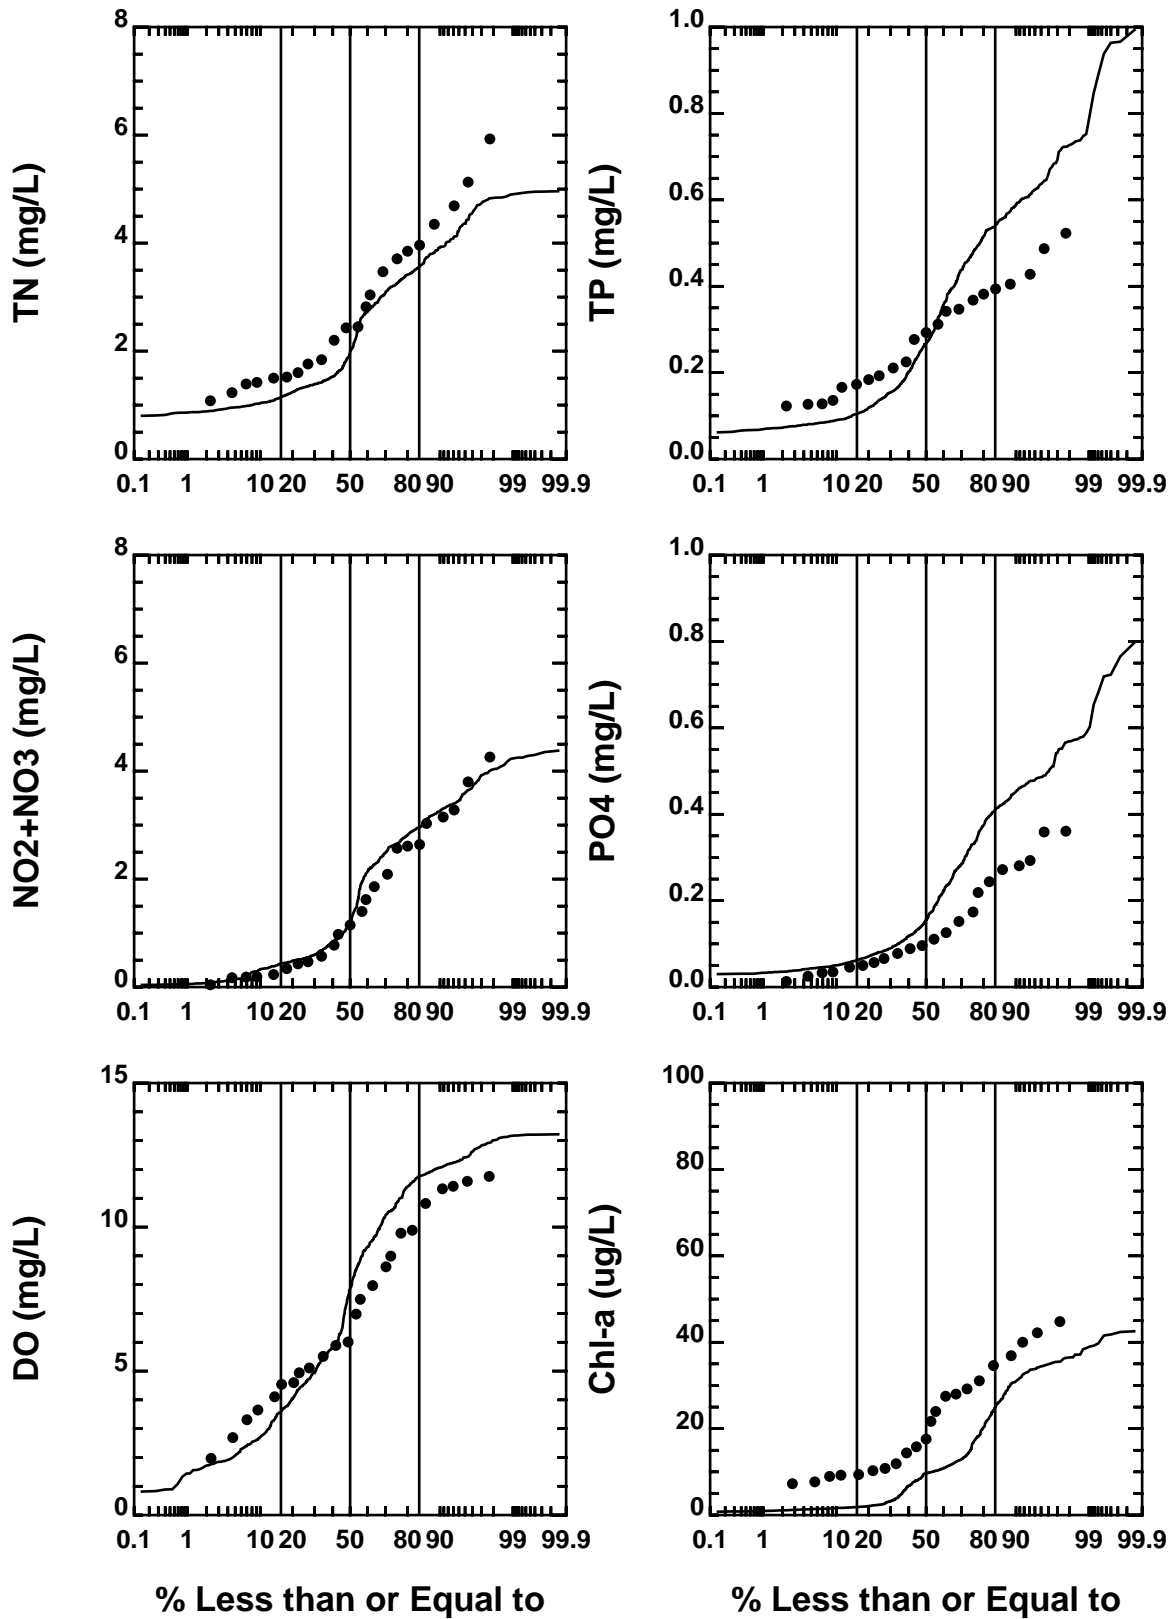 TN (mg/L)
8
6
4
2
0
0.1 1 10 20 50 80 90 99 99.9
TP (mg/L)
1.0
0.8
0.6
0.4
0.2
0.0
0.1 1 10 20 50 80 90 99 99.9
NO2+NO3 (mg/L)
8
6
4
2
0
0.1 1 10 20 50 80 90 99 99.9
PO4 (mg/L)
1.0
0.8
0.6
0.4
0.2
0.0
0.1 1 10 20 50 80 90 99 99.9
DO (mg/L)
15
10
5
0
0.1 1 10 20 50 80 90 99 99.9
% Less than or Equal to
Chl-a (ug/L)
100
80
60
40
20
0
0.1 1 10 20 50 80 90 99 99.9
% Less than or Equal to